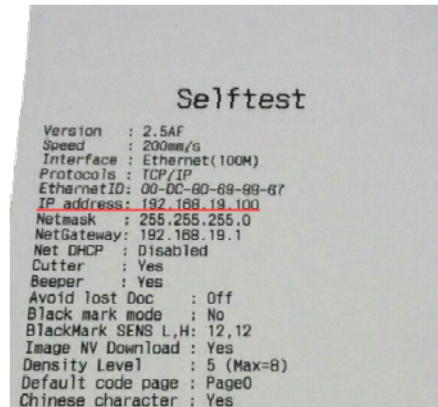 Selftest
Version : 2.5AF
Speed : 200mm/s
Interface : Ethernet(100M)
Protocols : TCP/IP
EthernetID: 00-DC-80-69-99-67
IP address: 192.168.19.100
Netmask : 255.255.255.0
NetGateway: 192.168.19.1
Net DHCP : Disabled
Cutter : Yes
Beeper : Yes
Avoid lost Doc : Off
Black mark mode : No
BlackMark SENS L,H: 12,12
Image NV Download : Yes
Density Level : 5 (Max=8)
Default code page : Page0
Chinese character : Yes